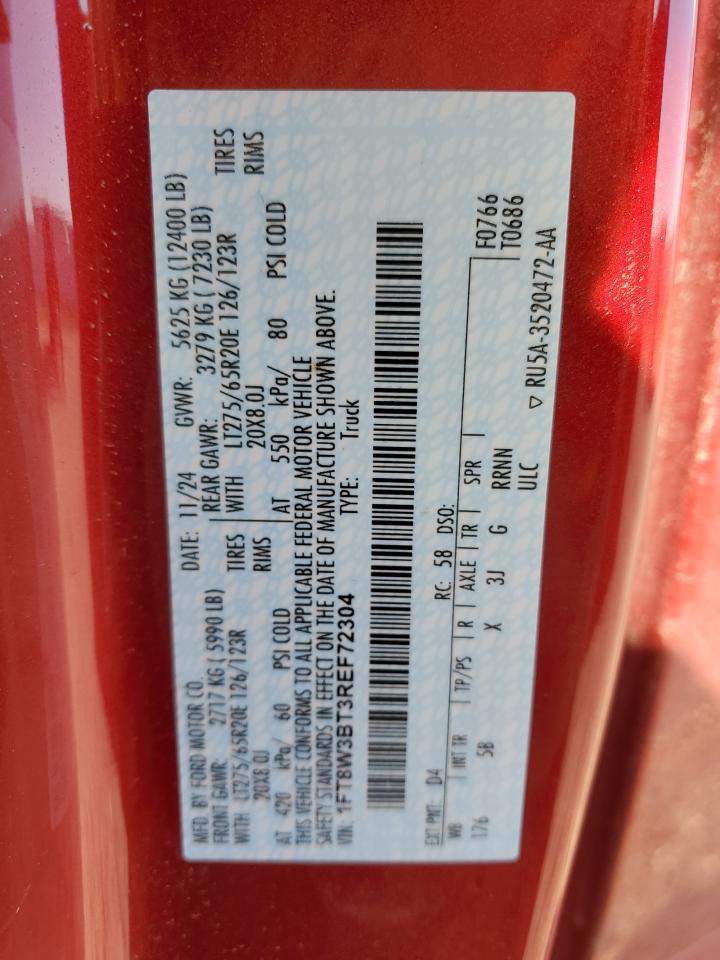 MFD. BY FORD MOTOR CO. DATE: 11/24 GVWR: 5625 KG (12400 LB)
FRONT GAWR: 2717 KG ( 5990 LB) REAR GAWR: 3279 KG ( 7230 LB)
WITH LT275/65R20E 126/123R TIRES WITH LT275/65R20E 126/123R TIRES
20X8.0J RIMS 20X8.0J RIMS
AT 420 kPa/ 60 PSI COLD AT 550 kPa/ 80 PSI COLD
THIS VEHICLE CONFORMS TO ALL APPLICABLE FEDERAL MOTOR VEHICLE
SAFETY STANDARDS IN EFFECT ON THE DATE OF MANUFACTURE SHOWN ABOVE.
VIN: 1FT8W3BT3REF72304 TYPE: Truck
EXT PNT: D4 RC: 58 DSO:
WB INT TR TP/PS R AXLE TR SPR F0766
176 5B X 3J G RRNN T0686
ULC
▽ RU5A-3520472-AA